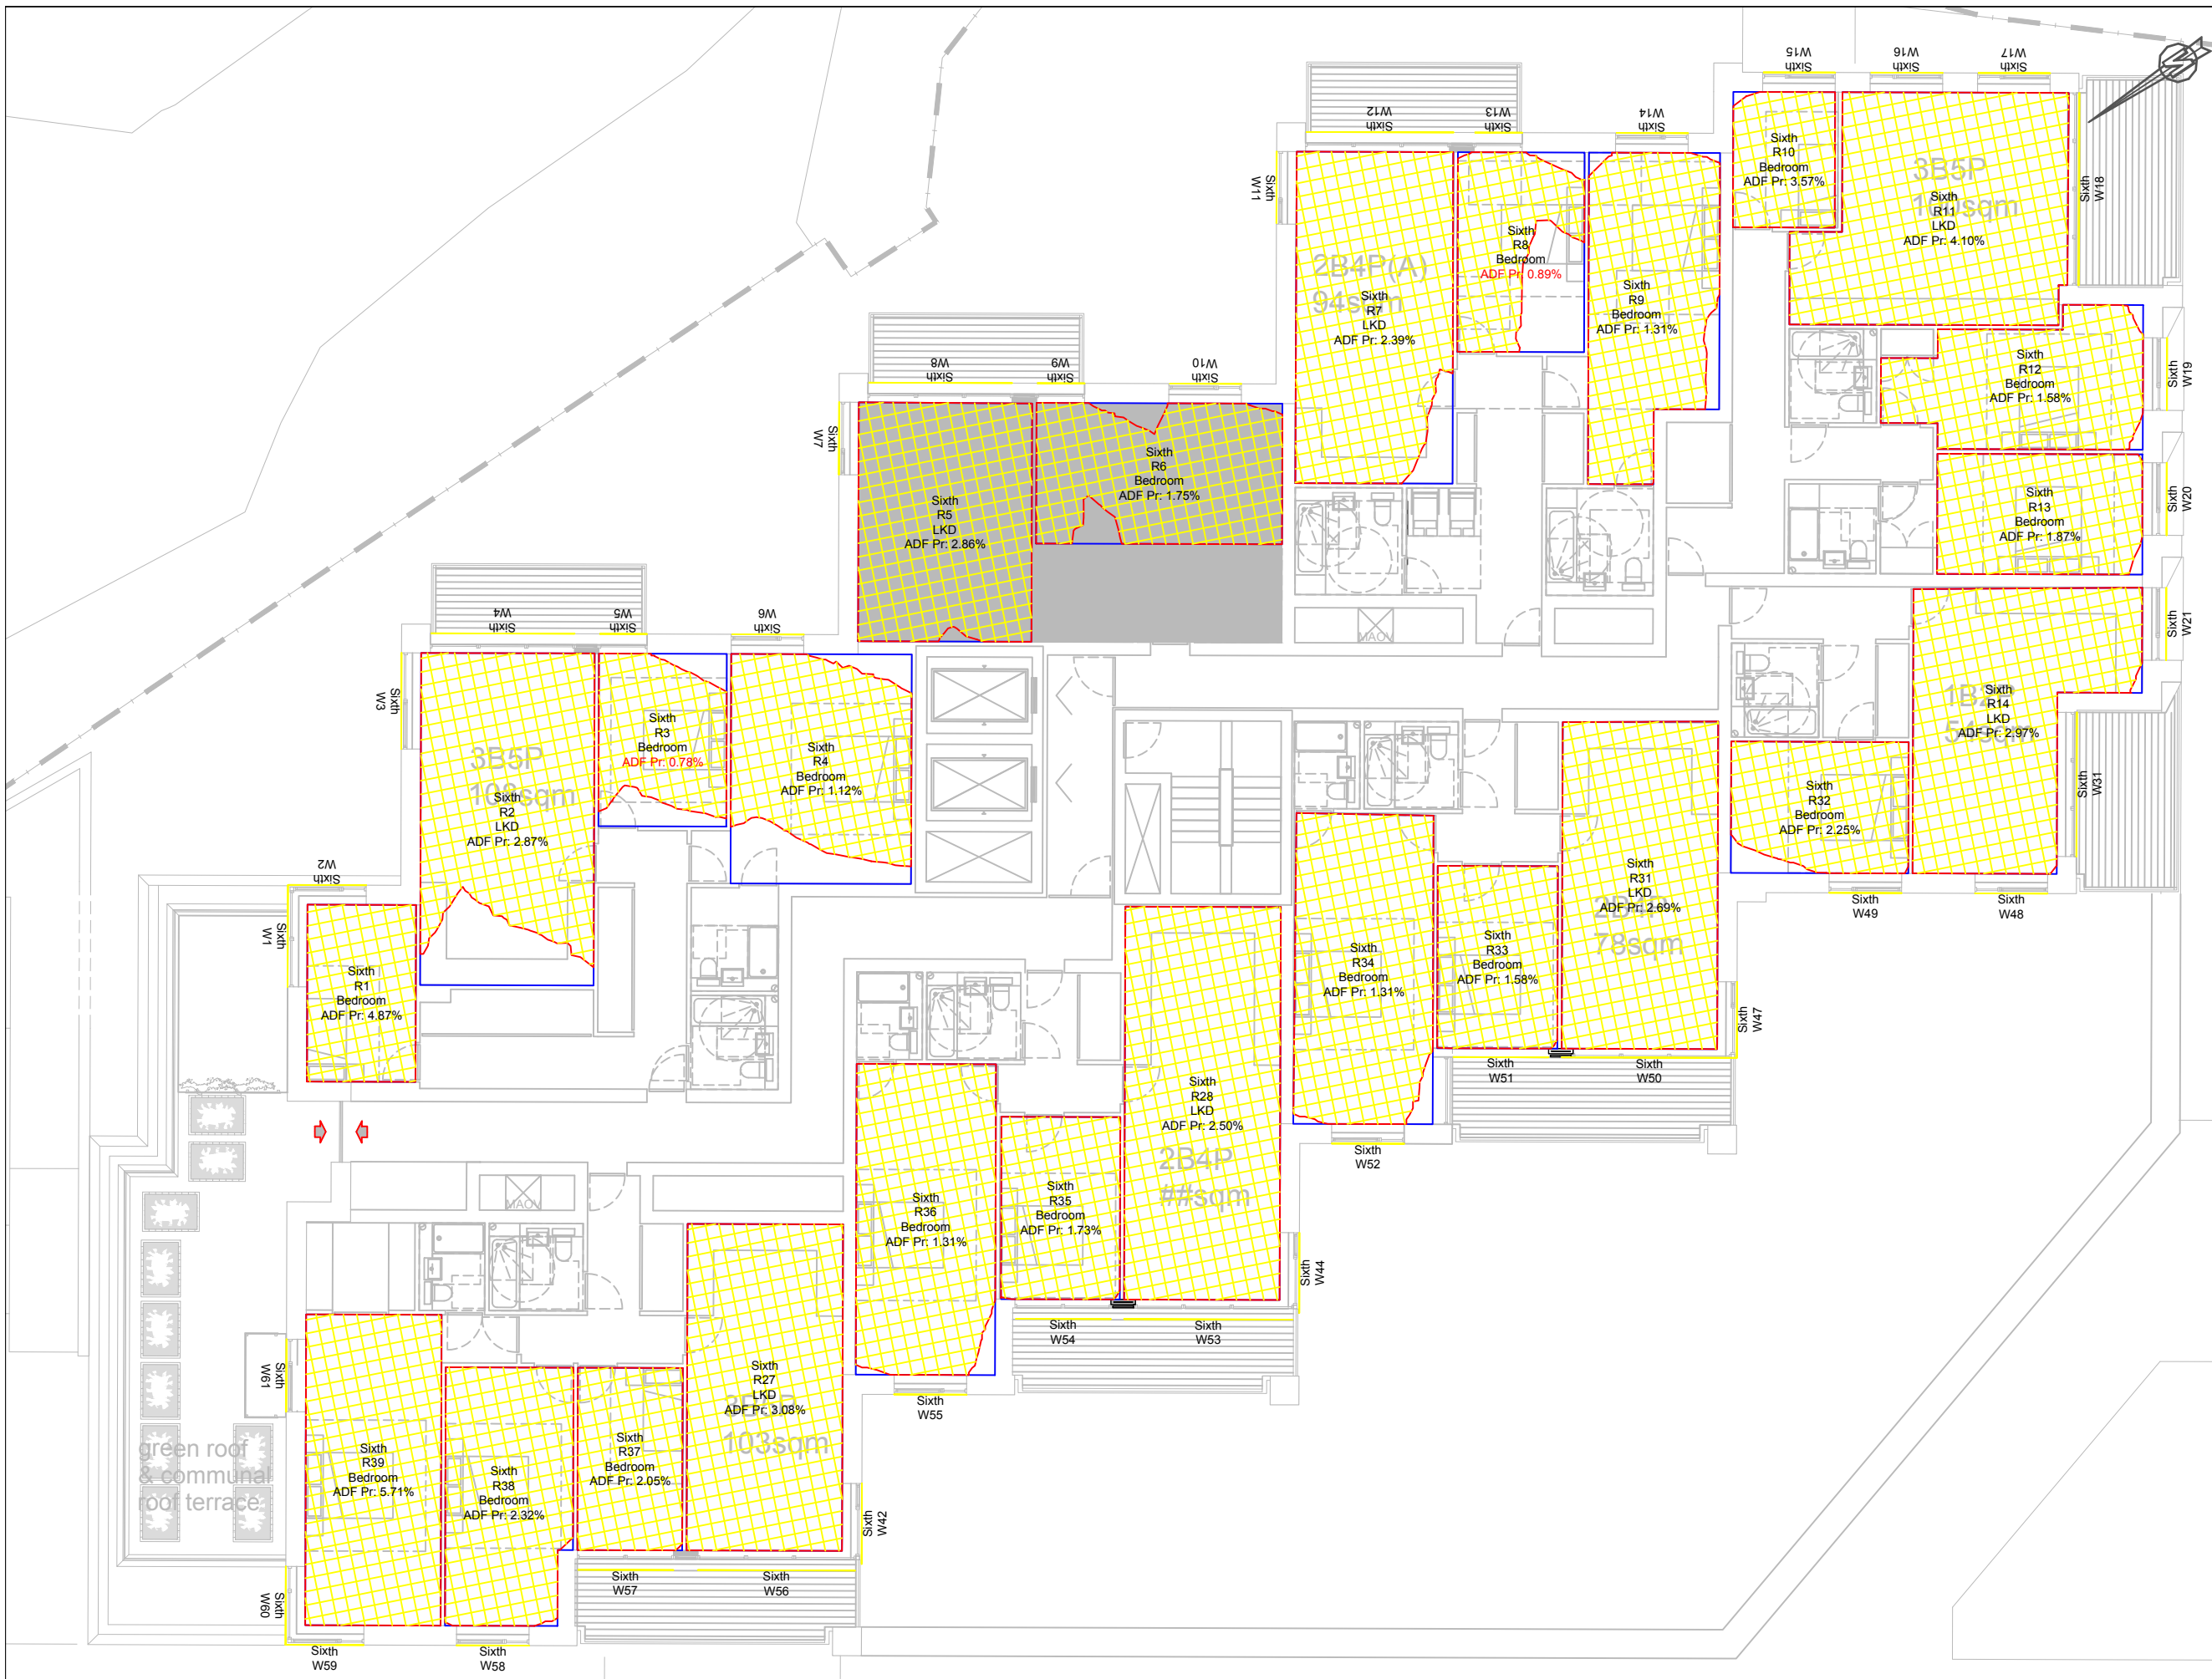 W15
Sixth
W16
Sixth
W17
Sixth
N
W12
Sixth
W13
Sixth
W14
Sixth
Sixth
W11
Sixth
W18
Sixth
R10
Bedroom
ADF Pr: 3.57%
3B5P
Sixth
R11
LKD
ADF Pr: 4.10%
2B4P(A)
94sqm
Sixth
R7
LKD
ADF Pr: 2.39%
Sixth
R8
Bedroom
ADF Pr: 0.89%
Sixth
R9
Bedroom
ADF Pr: 1.31%
W8
Sixth
W9
Sixth
W10
Sixth
Sixth
W7
Sixth
R5
LKD
ADF Pr: 2.86%
Sixth
R6
Bedroom
ADF Pr: 1.75%
Sixth
R12
Bedroom
ADF Pr: 1.58%
Sixth
W19
Sixth
R13
Bedroom
ADF Pr: 1.87%
Sixth
W20
Sixth
W21
W4
Sixth
W5
Sixth
W6
Sixth
Sixth
W3
3B5P
108sqm
Sixth
R2
LKD
ADF Pr: 2.87%
Sixth
R3
Bedroom
ADF Pr: 0.78%
Sixth
R4
Bedroom
ADF Pr: 1.12%
MAOV
1B2P
51sqm
Sixth
R14
LKD
ADF Pr: 2.97%
Sixth
W31
Sixth
R32
Bedroom
ADF Pr: 2.25%
Sixth
W49
Sixth
W48
W2
Sixth
Sixth
W1
Sixth
R1
Bedroom
ADF Pr: 4.87%
Sixth
R31
LKD
ADF Pr: 2.69%
2B4P
78sqm
Sixth
R33
Bedroom
ADF Pr: 1.58%
Sixth
R34
Bedroom
ADF Pr: 1.31%
Sixth
W47
Sixth
W51
Sixth
W50
Sixth
W52
Sixth
R28
LKD
ADF Pr: 2.50%
2B4P
##sqm
Sixth
R35
Bedroom
ADF Pr: 1.73%
Sixth
R36
Bedroom
ADF Pr: 1.31%
Sixth
W44
Sixth
W54
Sixth
W53
Sixth
W55
MAOV
Sixth
R27
LKD
ADF Pr: 3.08%
103sqm
Sixth
R37
Bedroom
ADF Pr: 2.05%
Sixth
R38
Bedroom
ADF Pr: 2.32%
Sixth
R39
Bedroom
ADF Pr: 5.71%
Sixth
W61
green roof
& communal
roof terrace
Sixth
W42
Sixth
W60
Sixth
W57
Sixth
W56
Sixth
W59
Sixth
W58